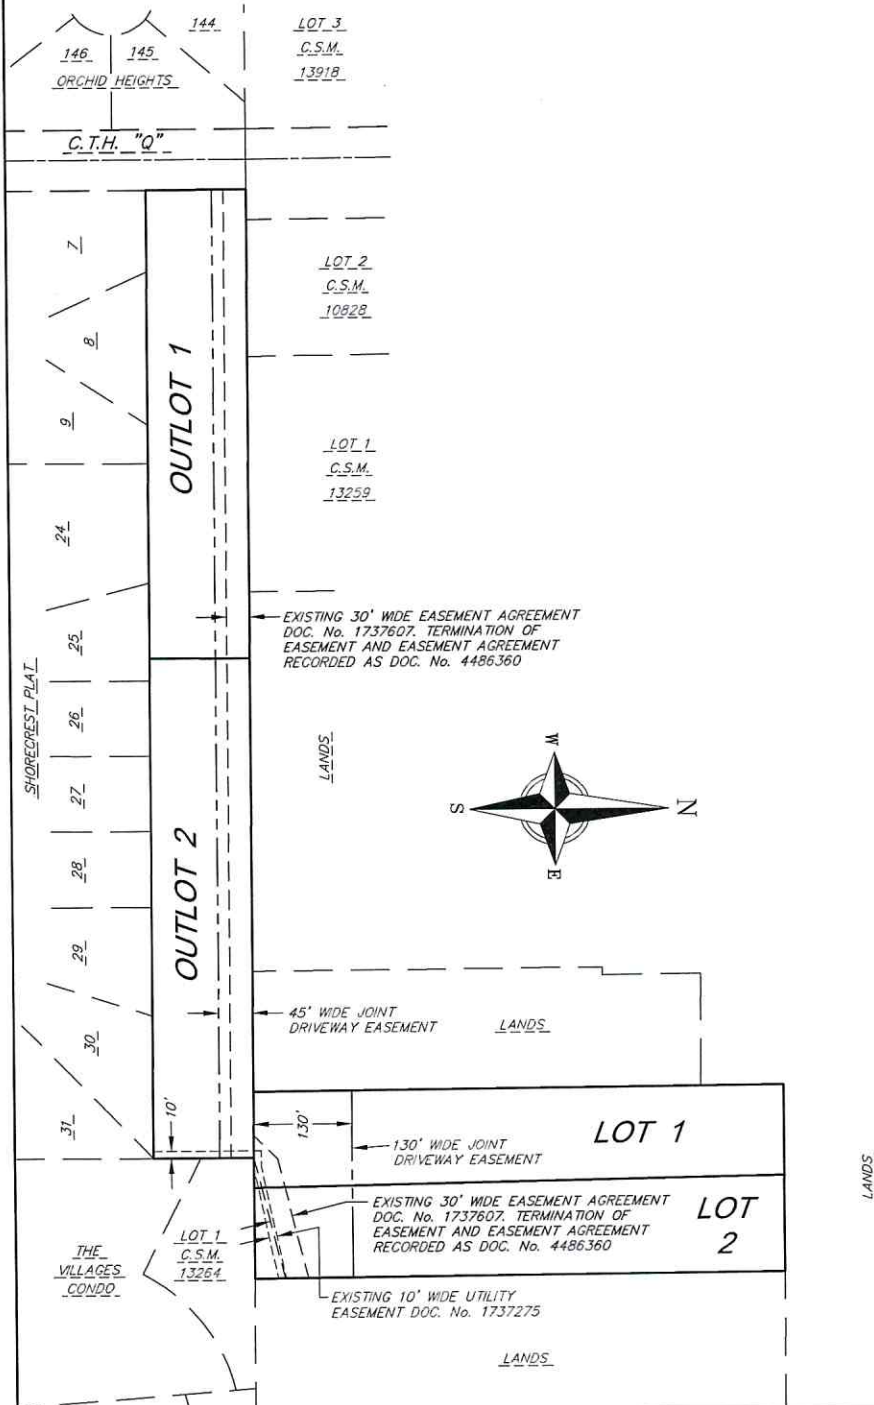 144
LOT 3
C.S.M.
13918
146
145
ORCHID HEIGHTS
C.T.H. "Q"
7
LOT 2
C.S.M.
10828
8
OUTLOT 1
9
LOT 1
C.S.M.
13259
24
EXISTING 30' WIDE EASEMENT AGREEMENT
DOC. No. 1737607. TERMINATION OF
EASEMENT AND EASEMENT AGREEMENT
RECORDED AS DOC. No. 4486360
25
SHORECREST PLAT
26
LANDS
W
27
S
N
28
E
OUTLOT 2
29
45' WIDE JOINT
DRIVEWAY EASEMENT
LANDS
30
10'
31
130'
LOT 1
130' WIDE JOINT
DRIVEWAY EASEMENT
LANDS
EXISTING 30' WIDE EASEMENT AGREEMENT
DOC. No. 1737607. TERMINATION OF
EASEMENT AND EASEMENT AGREEMENT
RECORDED AS DOC. No. 4486360
LOT
2
LOT 1
C.S.M.
13264
THE
VILLAGES
CONDO
EXISTING 10' WIDE UTILITY
EASEMENT DOC. No. 1737275
LANDS